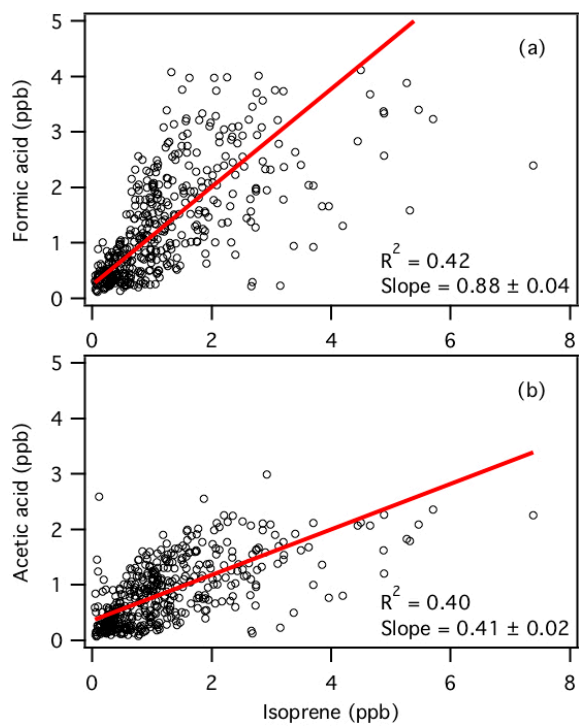 5
4
3
2
1
0
Formic acid (ppb)
(a)
R² = 0.42
Slope = 0.88 ± 0.04
0 2 4 6 8
5
4
3
2
1
0
Acetic acid (ppb)
(b)
R² = 0.40
Slope = 0.41 ± 0.02
0 2 4 6 8
Isoprene (ppb)